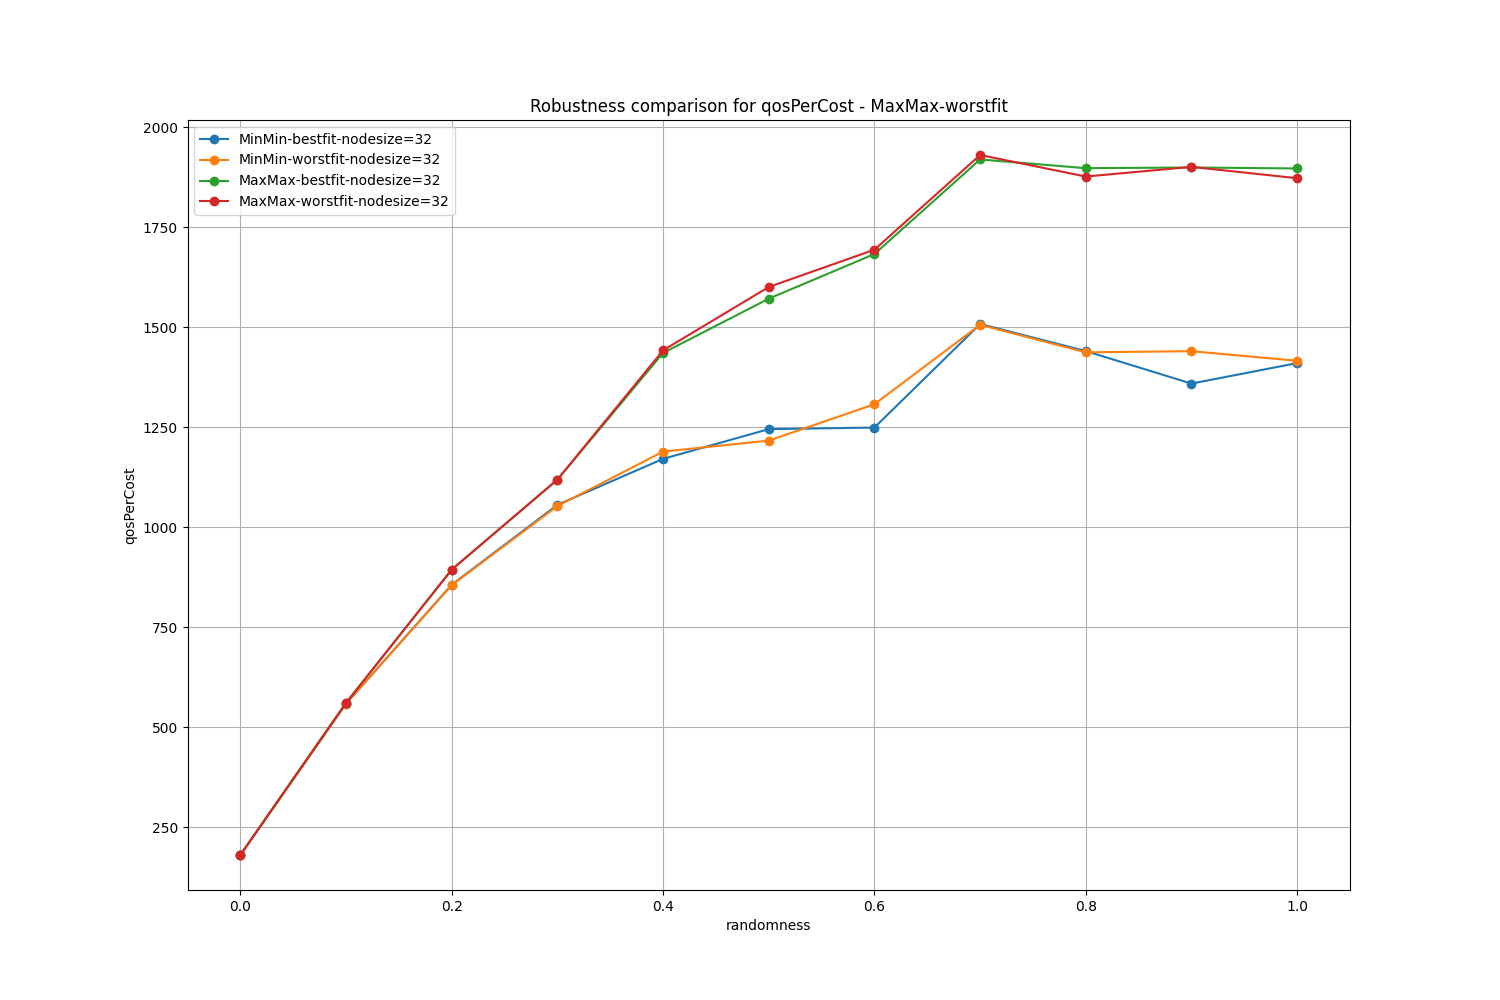 Robustness comparison for qosPerCost - MaxMax-worstfit
MinMin-bestfit-nodesize=32
MinMin-worstfit-nodesize=32
MaxMax-bestfit-nodesize=32
MaxMax-worstfit-nodesize=32
2000
1750
1500
1250
1000
750
500
250
qosPerCost
0.0
0.2
0.4
0.6
0.8
1.0
randomness